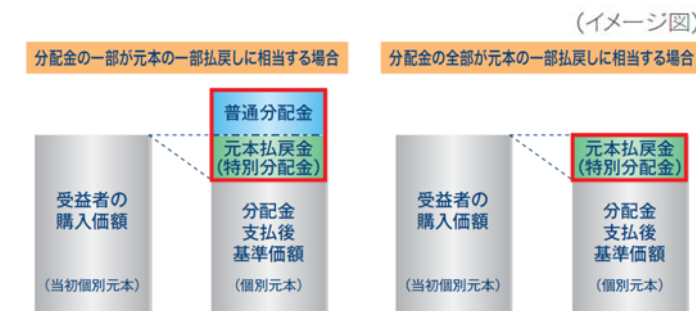 (イメージ図)
分配金の一部が元本の一部払戻しに相当する場合
普通分配金
元本払戻金
(特別分配金)
受益者の
購入価額
(当初個別元本)
分配金
支払後
基準価額
(個別元本)
分配金の全部が元本の一部払戻しに相当する場合
元本払戻金
(特別分配金)
受益者の
購入価額
(当初個別元本)
分配金
支払後
基準価額
(個別元本)